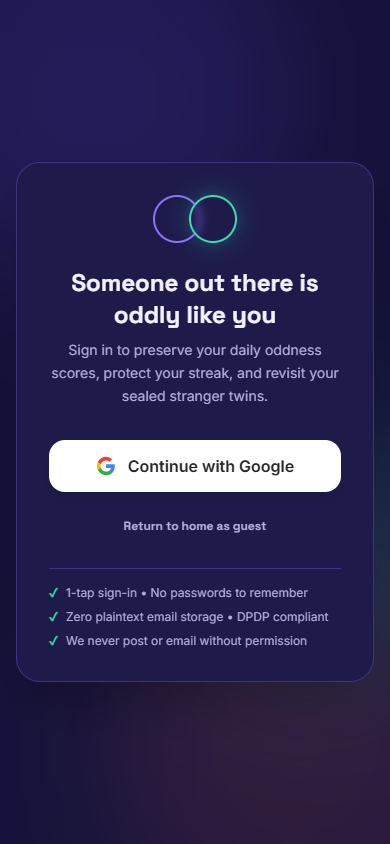 Someone out there is
oddly like you
Sign in to preserve your daily oddness
scores, protect your streak, and revisit your
sealed stranger twins.
Continue with Google
Return to home as guest
✓ 1-tap sign-in • No passwords to remember
✓ Zero plaintext email storage • DPDP compliant
✓ We never post or email without permission